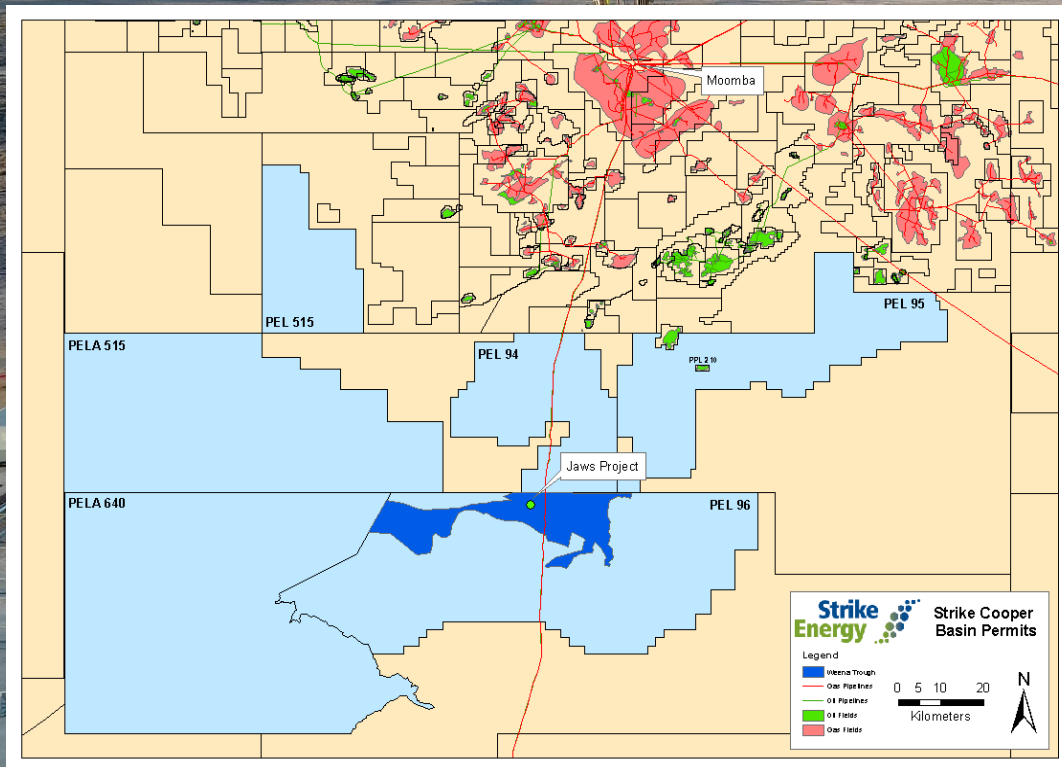 Moomba
PEL 515
PEL 95
PELA 515
PEL 94
PPL 210
Jaws Project
PELA 640
PEL 96
Strike
Energy
Strike Cooper
Basin Permits
Legend
Weena Trough
Gas Pipelines
Oil Pipelines
Oil Fields
Gas Fields
0 5 10 20
Kilometers
N